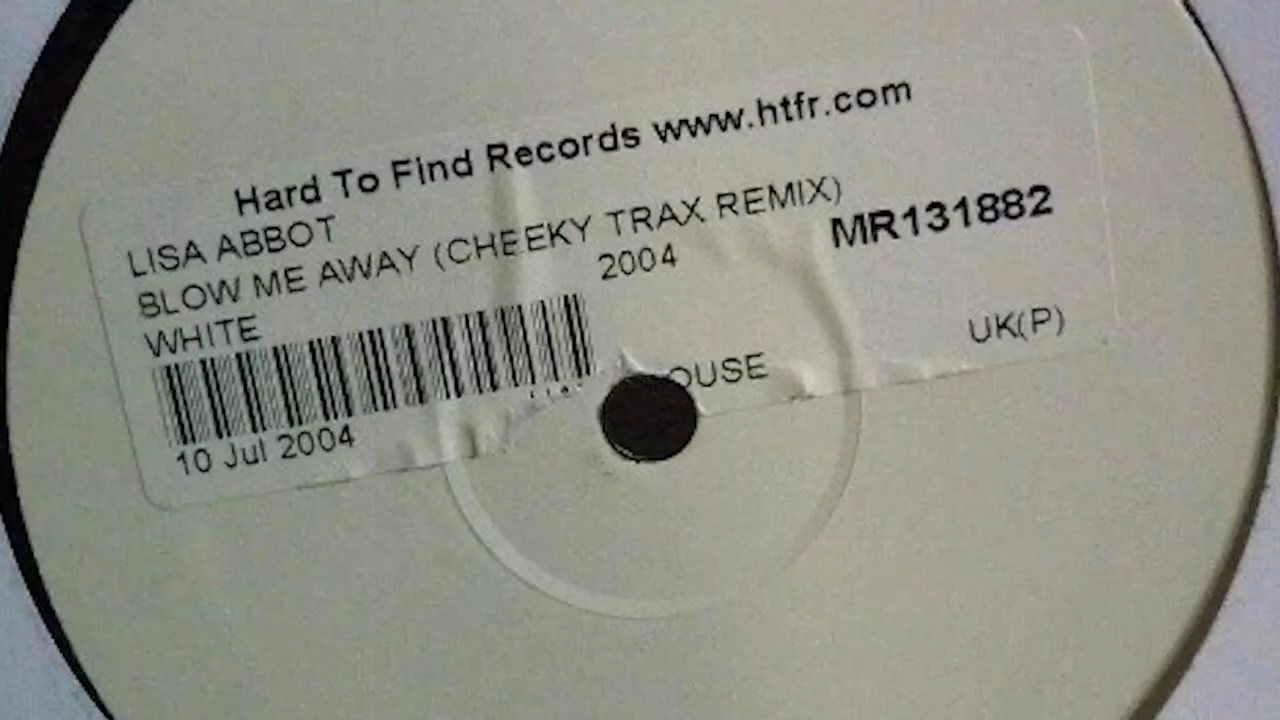 Hard To Find Records www.htfr.com
LISA ABBOT
BLOW ME AWAY (CHEEKY TRAX REMIX)
MR131882
WHITE
2004
OUSE
UK(P)
10 Jul 2004